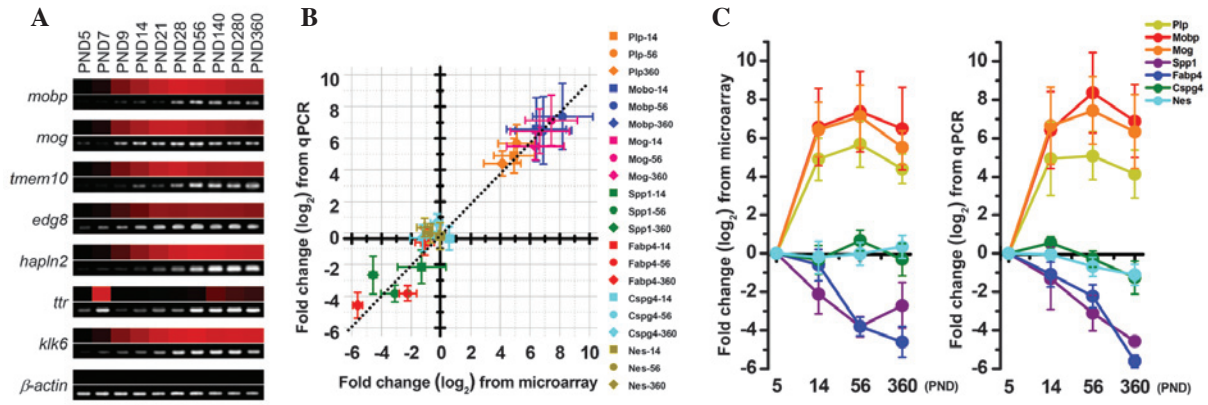 A
PND5
PND7
PND9
PND14
PND21
PND28
PND56
PND140
PND280
PND360
mobp
mog
tmem10
edg8
hapln2
ttr
klk6
β-actin
B
Fold change (log2) from qPCR
10
8
6
4
2
0
-2
-4
-6
-6 -4 -2 0 2 4 6 8 10
Fold change (log2) from microarray
Plp-14
Plp-56
Plp360
Mobo-14
Mobp-56
Mobp-360
Mog-14
Mog-56
Mog-360
Spp1-14
Spp1-56
Spp1-360
Fabp4-14
Fabp4-56
Fabp4-360
Cspg4-14
Cspg4-56
Cspg4-360
Nes-14
Nes-56
Nes-360
C
Fold change (log2) from microarray
12
10
8
6
4
2
0
-2
-4
-6
5 14 56 360 (PND)
Fold change (log2) from qPCR
12
10
8
6
4
2
0
-2
-4
-6
5 14 56 360 (PND)
Plp
Mobp
Mog
Spp1
Fabp4
Cspg4
Nes